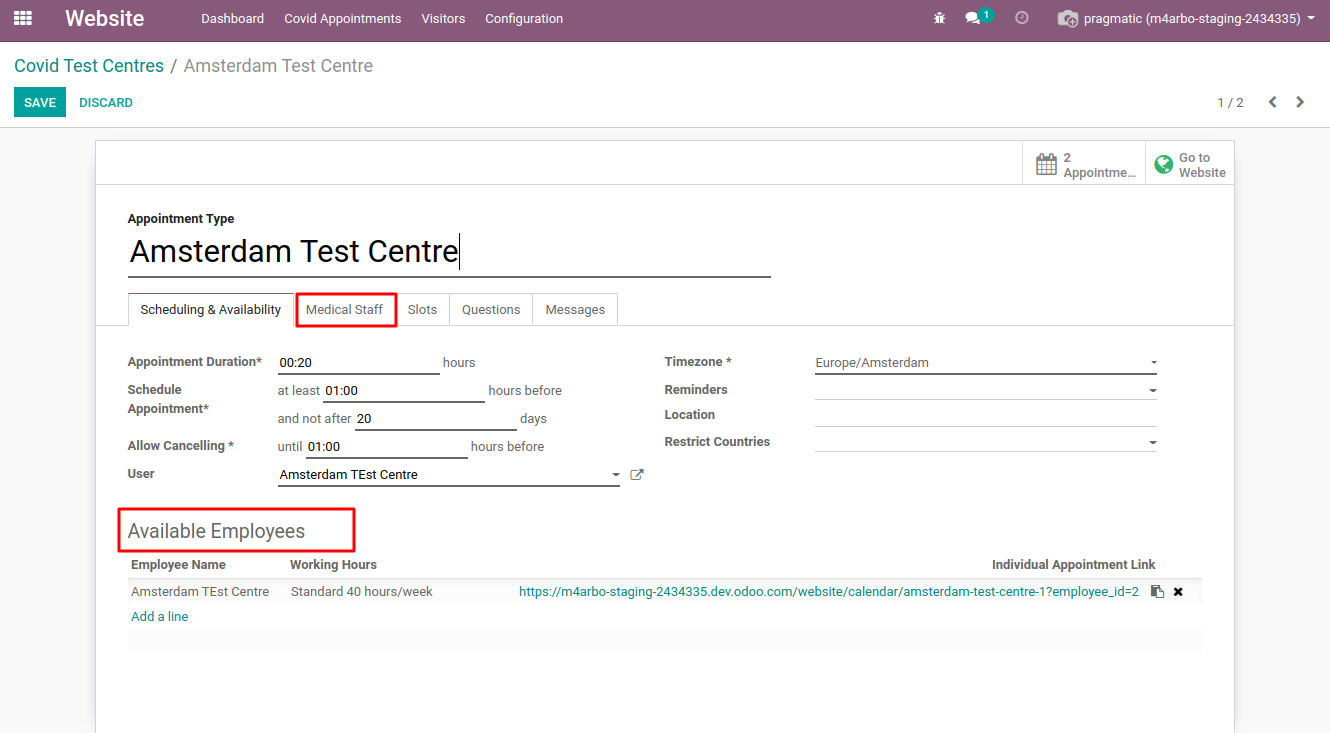 Website Dashboard Covid Appointments Visitors Configuration 1 pragmatic (m4arbo-staging-2434335)
Covid Test Centres / Amsterdam Test Centre
SAVE DISCARD 1 / 2
2 Appointme... Go to Website
Appointment Type
Amsterdam Test Centre
Scheduling & Availability Medical Staff Slots Questions Messages
Appointment Duration* 00:20 hours Timezone * Europe/Amsterdam
Schedule Appointment* at least 01:00 hours before Reminders
and not after 20 days Location
Allow Cancelling * until 01:00 hours before Restrict Countries
User Amsterdam TEst Centre
Available Employees
Employee Name Working Hours Individual Appointment Link
Amsterdam TEst Centre Standard 40 hours/week https://m4arbo-staging-2434335.dev.odoo.com/website/calendar/amsterdam-test-centre-1?employee_id=2
Add a line